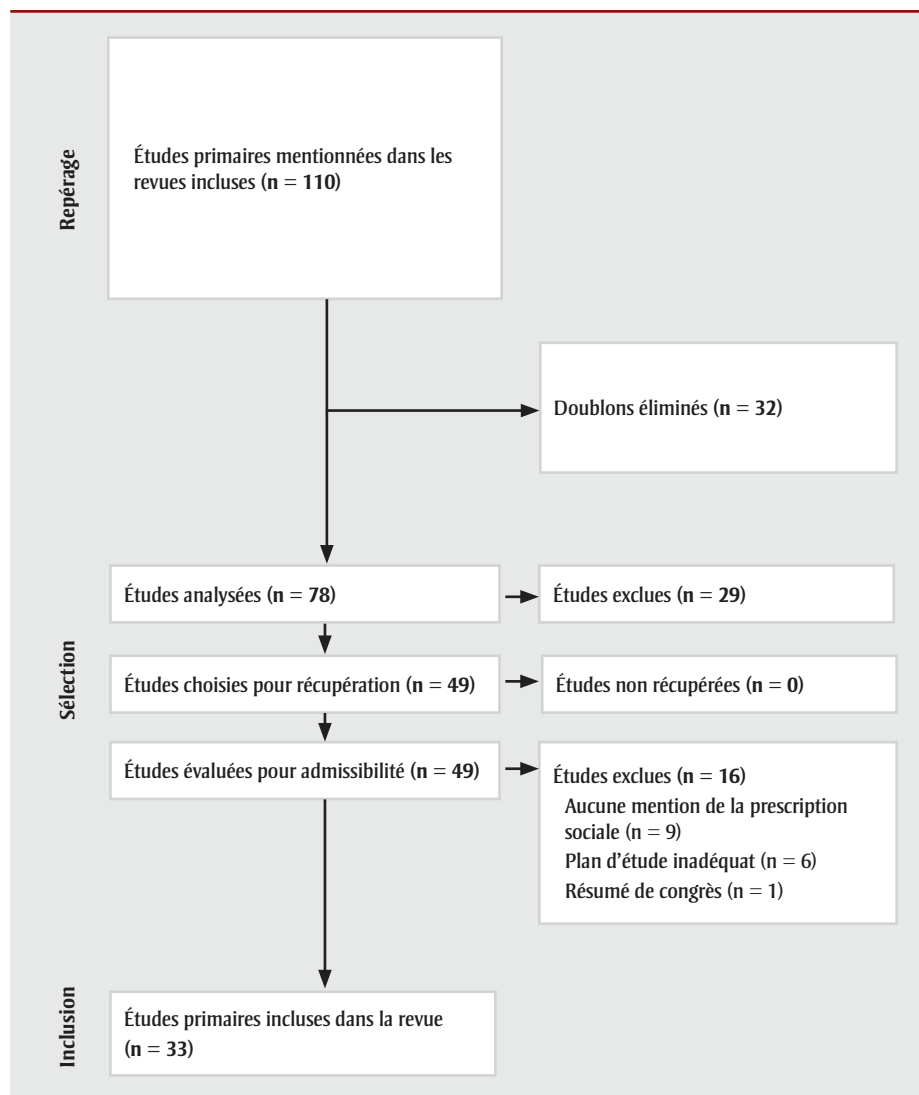 Repérage
Études primaires mentionnées dans les
revues incluses (n = 110)
Doublons éliminés (n = 32)
Sélection
Études analysées (n = 78)
Études exclues (n = 29)
Études choisies pour récupération (n = 49)
Études non récupérées (n = 0)
Études évaluées pour admissibilité (n = 49)
Études exclues (n = 16)
Aucune mention de la prescription
sociale (n = 9)
Plan d’étude inadéquat (n = 6)
Résumé de congrès (n = 1)
Inclusion
Études primaires incluses dans la revue
(n = 33)